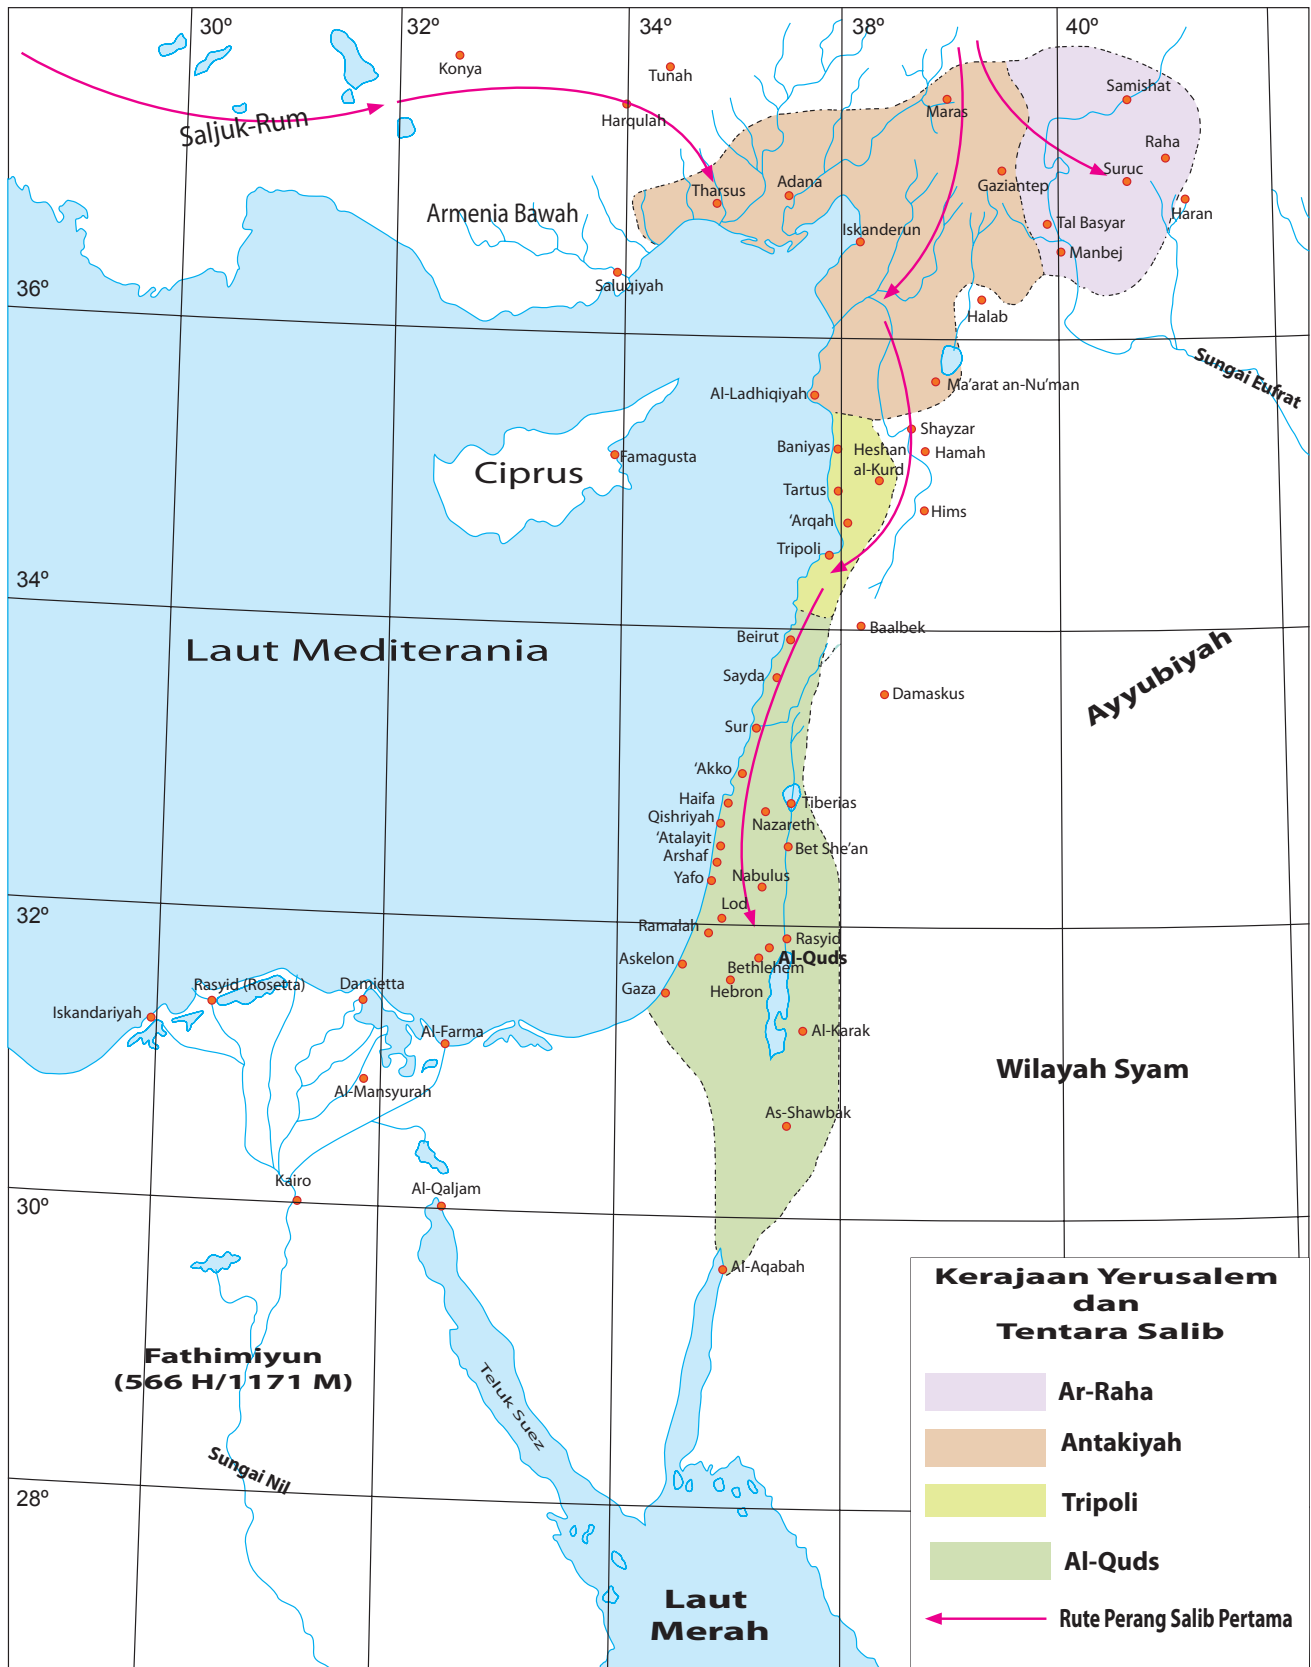 30º
32º
34º
38º
40º
Konya
Tunah
Saljuk-Rum
Harqulah
Maras
Samishat
Raha
Suruc
Gaziantep
Haran
Tharsus
Adana
Armenia Bawah
Iskanderun
Tal Basyar
Manbej
Saluqiyah
36º
Halab
Sungai Eufrat
Al-Ladhiqiyah
Ma'arat an-Nu'man
Shayzar
Baniyas
Heshan
al-Kurd
Hamah
Famagusta
Ciprus
Tartus
'Arqah
Hims
Tripoli
34º
Laut Mediterania
Beirut
Baalbek
Ayyubiyah
Sayda
Damaskus
Sur
'Akko
Haifa
Tiberias
Qishriyah
Nazareth
'Atalayit
Bet She'an
Arshaf
Yafo
Nabulus
32º
Lod
Ramalah
Rasyid
Al-Quds
Askelon
Bethlehem
Gaza
Hebron
Rasyid (Rosetta)
Damietta
Iskandariyah
Al-Farma
Al-Karak
Wilayah Syam
Al-Mansyurah
As-Shawbak
Kairo
Al-Qaljam
30º
Al-Aqabah
Fathimiyun
(566 H/1171 M)
Teluk Suez
Sungai Nil
28º
Laut
Merah
Kerajaan Yerusalem
dan
Tentara Salib
Ar-Raha
Antakiyah
Tripoli
Al-Quds
Rute Perang Salib Pertama